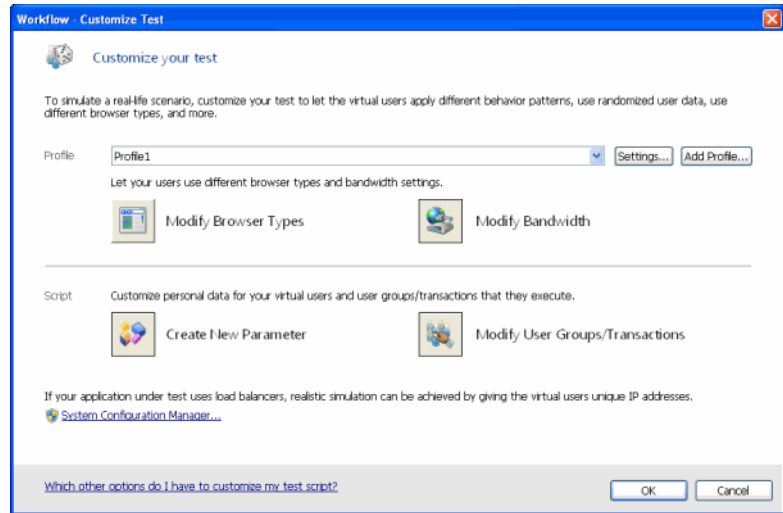 Workflow - Customize Test
Customize your test
To simulate a real-life scenario, customize your test to let the virtual users apply different behavior patterns, use randomized user data, use
different browser types, and more.
Profile Profile1 Settings... Add Profile...
Let your users use different browser types and bandwidth settings.
Modify Browser Types Modify Bandwidth
Script Customize personal data for your virtual users and user groups/transactions that they execute.
Create New Parameter Modify User Groups/Transactions
If your application under test uses load balancers, realistic simulation can be achieved by giving the virtual users unique IP addresses.
System Configuration Manager...
Which other options do I have to customize my test script? OK Cancel